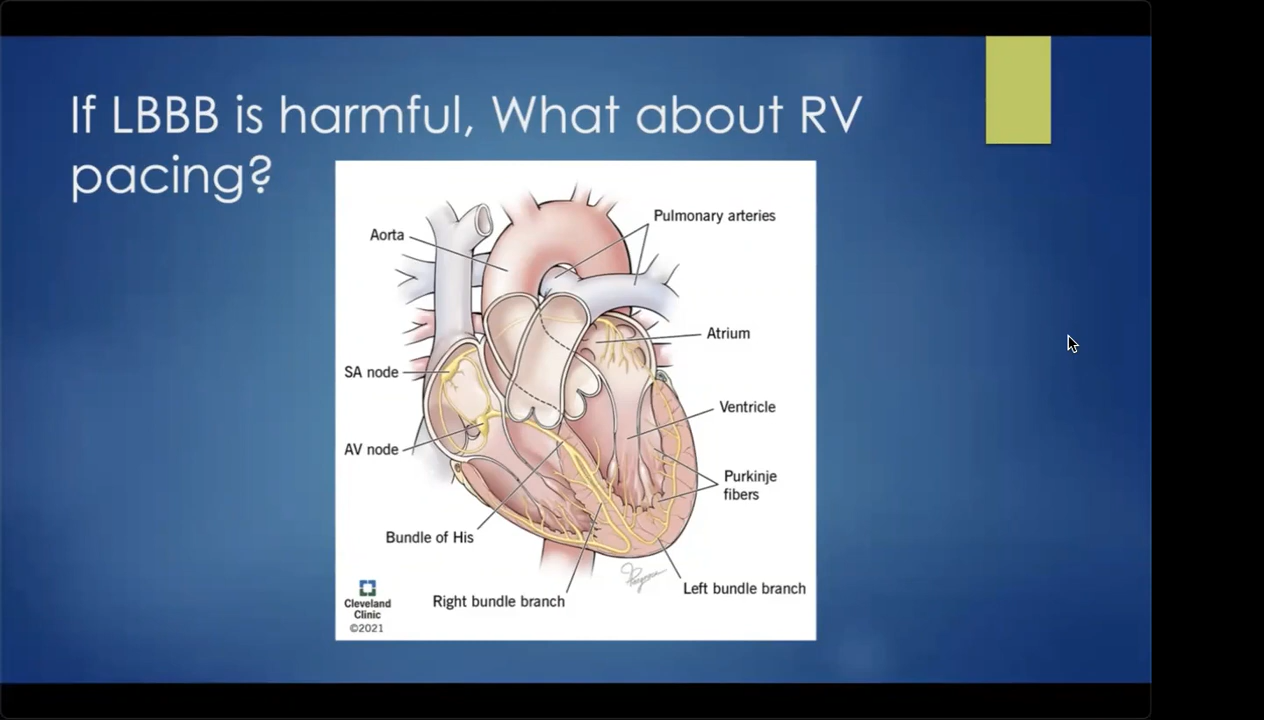 If LBBB is harmful, What about RV
pacing?
Pulmonary arteries
Aorta
Atrium
SA node
Ventricle
AV node
Purkinje
fibers
Bundle of His
Left bundle branch
Right bundle branch
Cleveland
Clinic
©2021